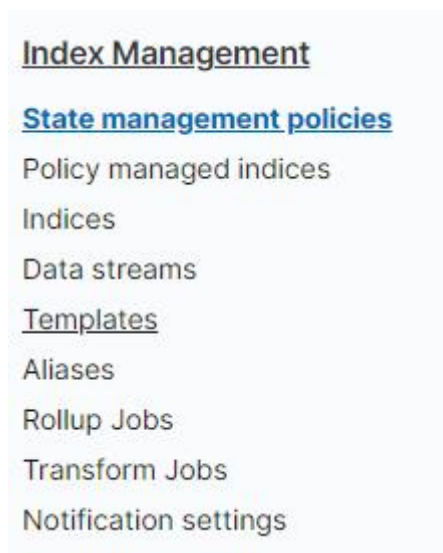 Index Management
State management policies
Policy managed indices
Indices
Data streams
Templates
Aliases
Rollup Jobs
Transform Jobs
Notification settings